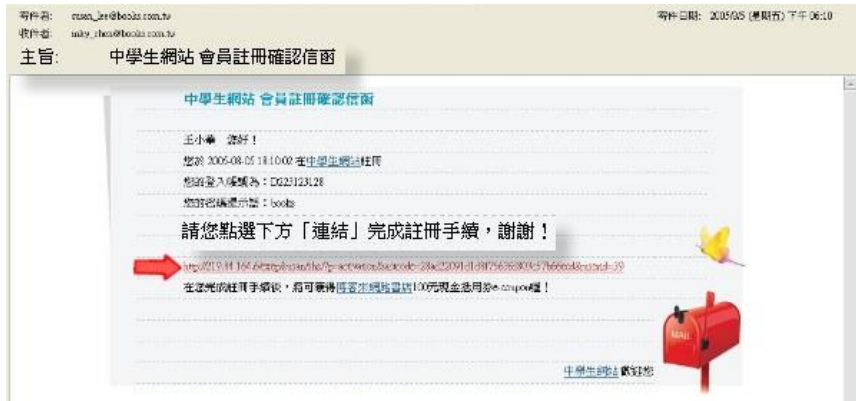 寄件者: susan_lee@books.com.tw
寄件日期: 2005/8/5 (星期五) 下午 06:10
收件者:
主旨: 中學生網站 會員註冊確認信函
中學生網站 會員註冊確認信函
王小華 您好！
您於 2005-08-05 18:10:02 在中學生網站註冊
您的登入帳號為：D223123128
您的密碼提示話：books
請您點選下方「連結」完成註冊手續，謝謝！
在您完成註冊手續後，將可獲得博客來網路書店100元現金抵用券e-coupon喔！
MAIL
中學生網站 歡迎您